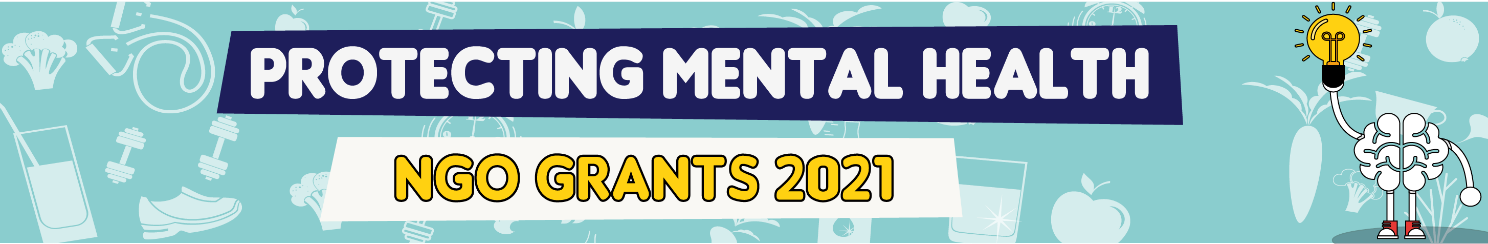 PROTECTING MENTAL HEALTH
NGO GRANTS 2021